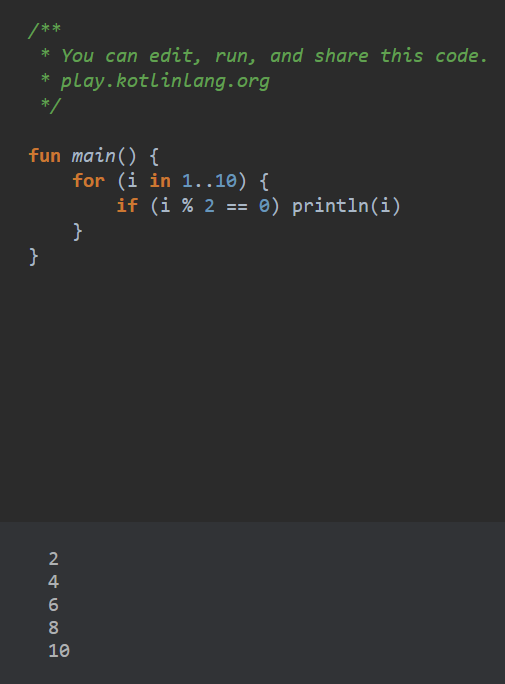 /**
 * You can edit, run, and share this code.
 * play.kotlinlang.org
 */
fun main() {
    for (i in 1..10) {
        if (i % 2 == 0) println(i)
    }
}
2
4
6
8
10